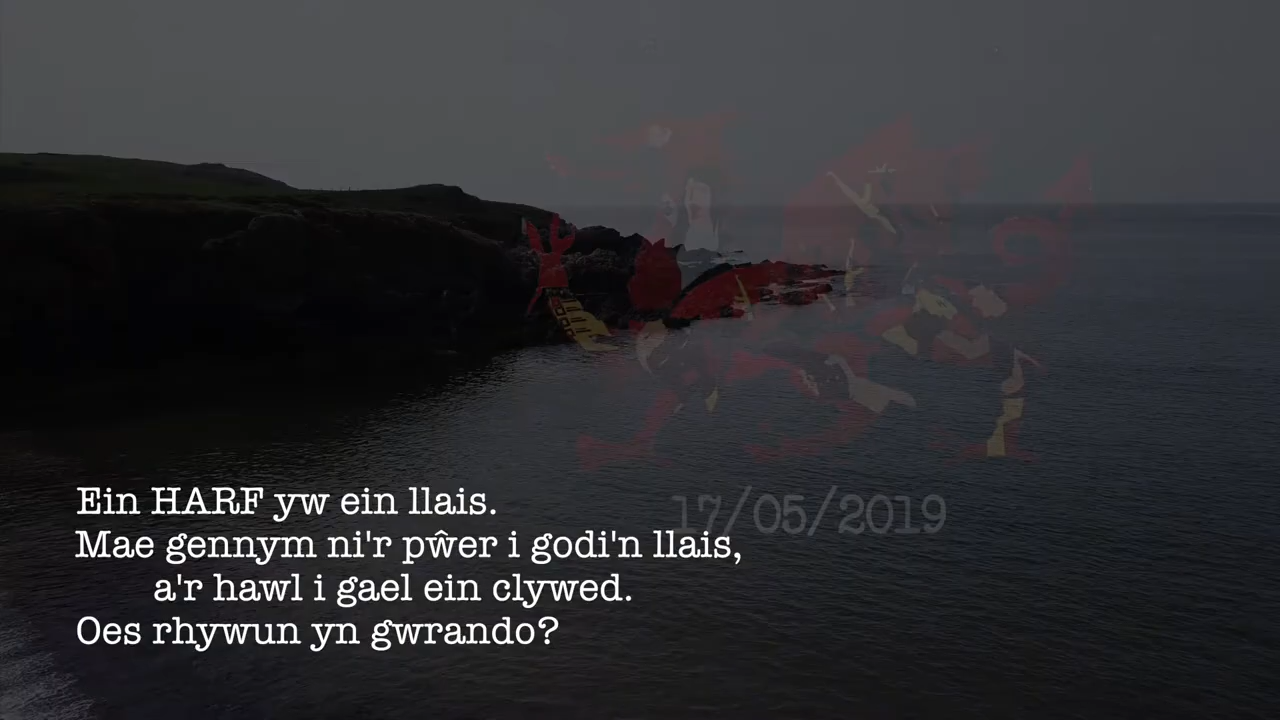 Ein HARF yw ein llais.
17/05/2019
Mae gennym ni'r pŵer i godi'n llais,
a'r hawl i gael ein clywed.
Oes rhywun yn gwrando?